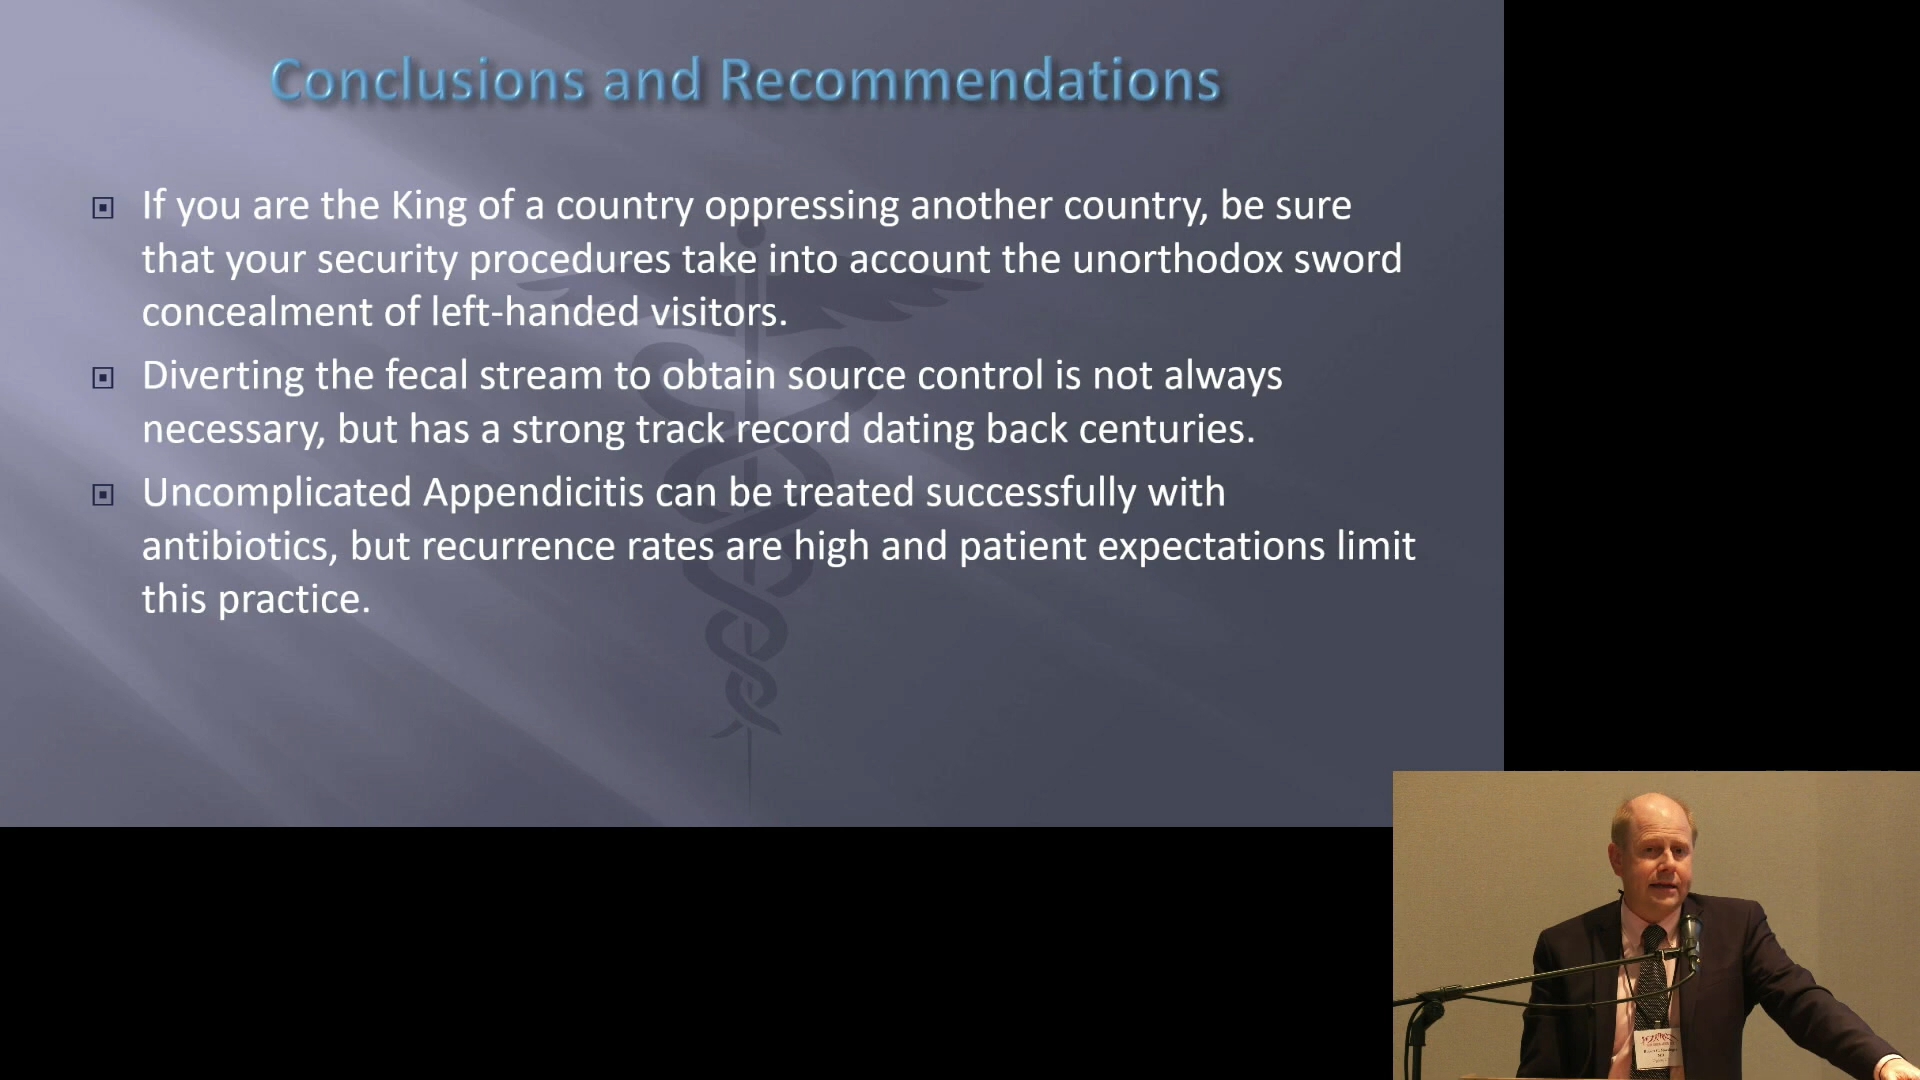 Conclusions and Recommendations
If you are the King of a country oppressing another country, be sure
that your security procedures take into account the unorthodox sword
concealment of left-handed visitors.
Diverting the fecal stream to obtain source control is not always
necessary, but has a strong track record dating back centuries.
Uncomplicated Appendicitis can be treated successfully with
antibiotics, but recurrence rates are high and patient expectations limit
this practice.